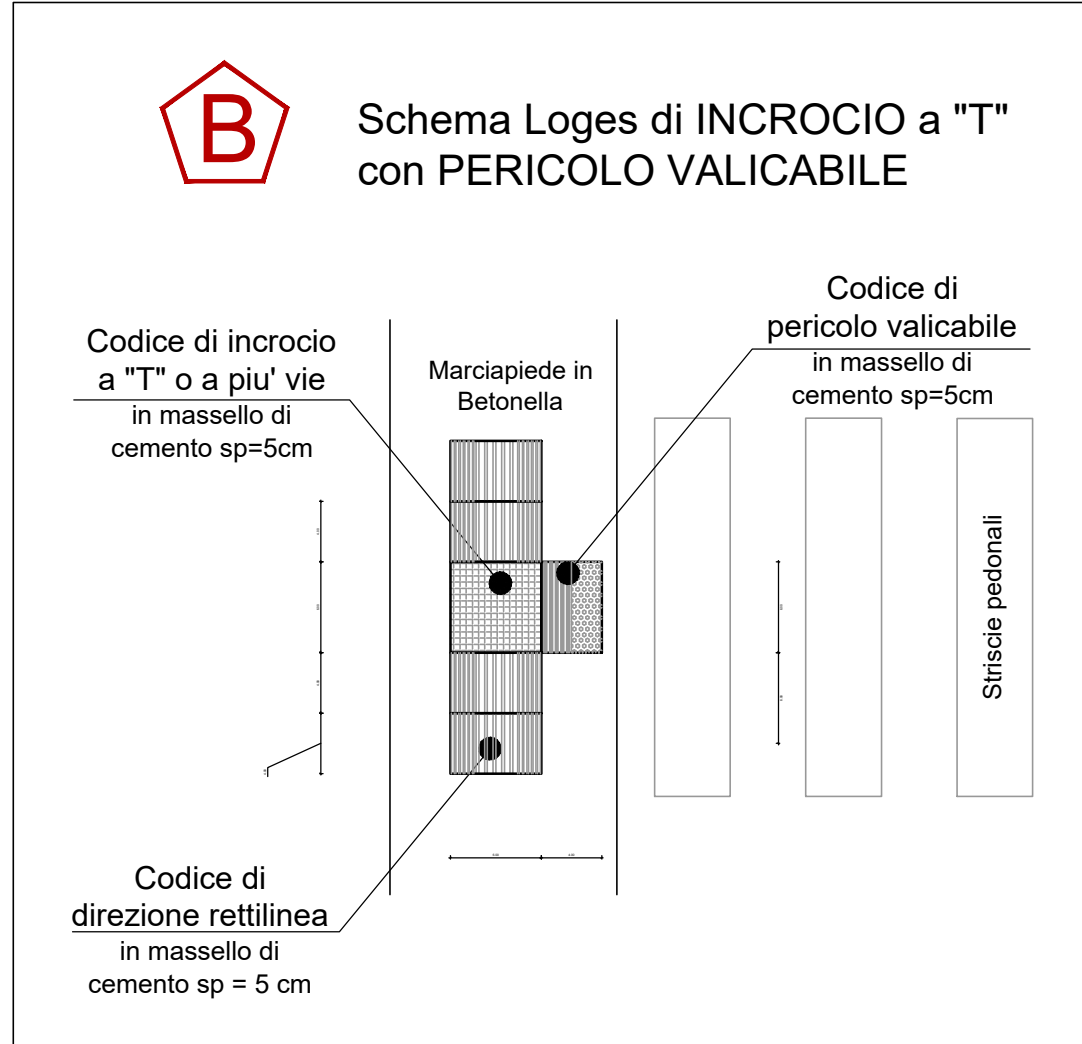 B
Schema Loges di INCROCIO a "T"
con PERICOLO VALICABILE
Codice di incrocio
a "T" o a piu' vie
in massello di
cemento sp=5cm
Marciapiede in
Betonella
Codice di
pericolo valicabile
in massello di
cemento sp=5cm
Striscie pedonali
Codice di
direzione rettilinea
in massello di
cemento sp = 5 cm